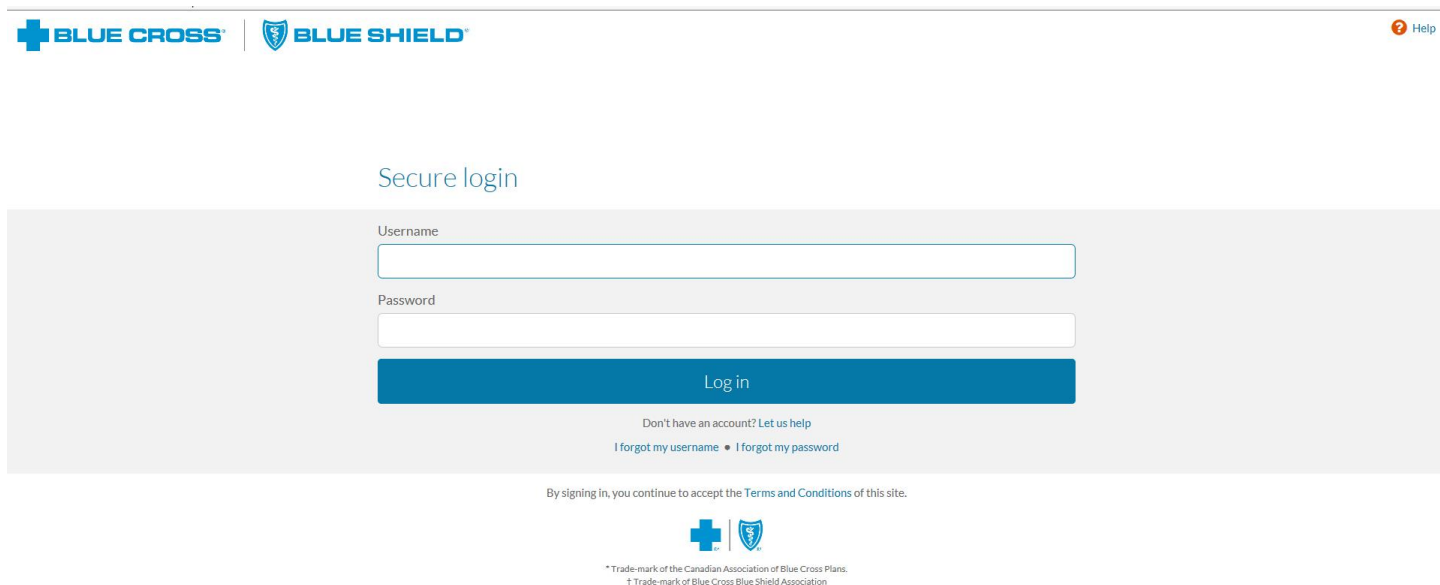 BLUE CROSS® BLUE SHIELD®
Help
Secure login
Username
Password
Log in
Don't have an account? Let us help
I forgot my username • I forgot my password
By signing in, you continue to accept the Terms and Conditions of this site.
* Trade-mark of the Canadian Association of Blue Cross Plans.
† Trade-mark of Blue Cross Blue Shield Association